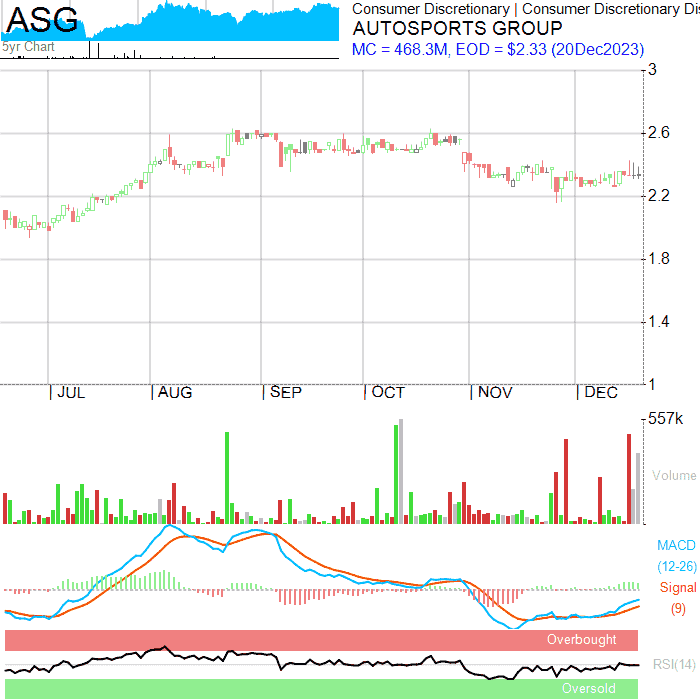 ASG
5yr Chart
Consumer Discretionary | Consumer Discretionary Dis
AUTOSPORTS GROUP
MC = 468.3M, EOD = $2.33 (20Dec2023)
3
2.6
2.2
1.8
1.4
1
| JUL | AUG | SEP | OCT | NOV | DEC
557k
Volume
MACD
(12-26)
Signal
(9)
Overbought
RSI(14)
Oversold